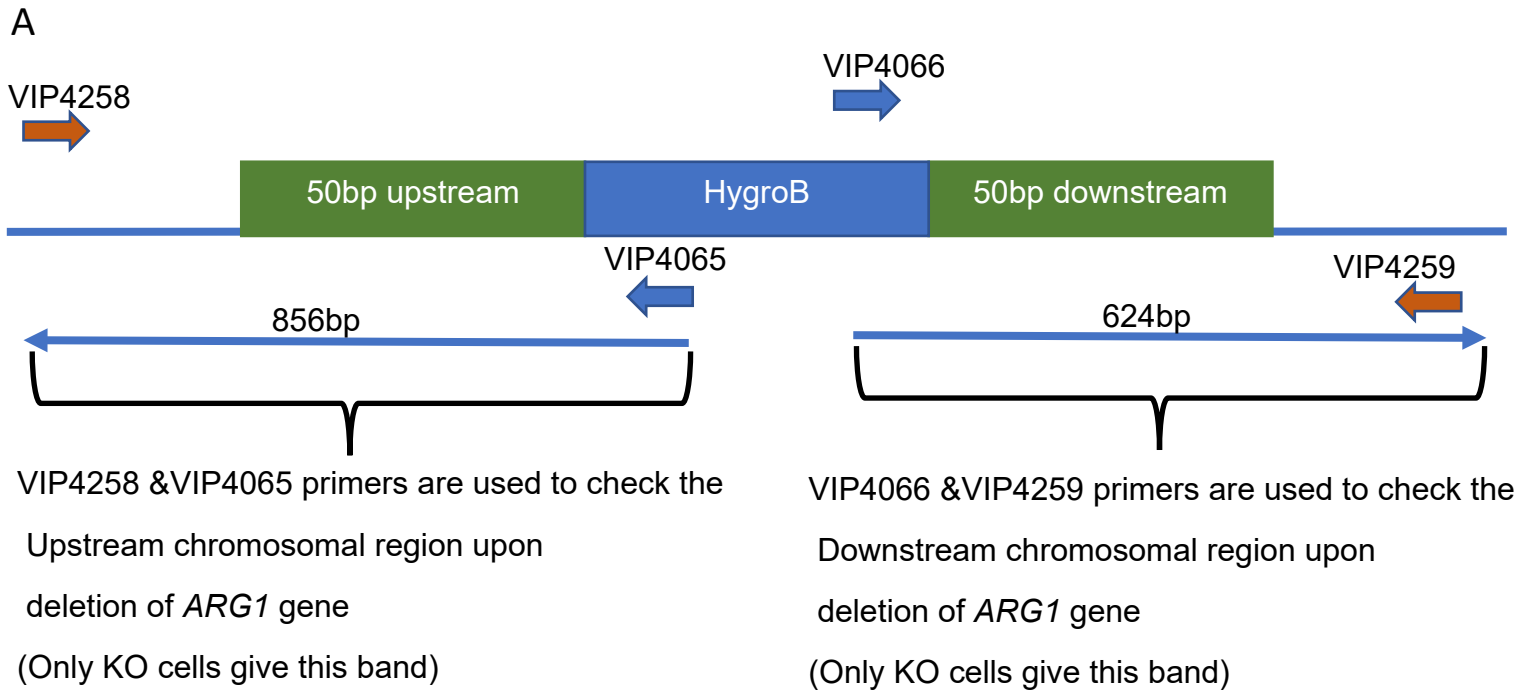 A
VIP4258
VIP4066
50bp upstream
HygroB
50bp downstream
VIP4065
VIP4259
856bp
624bp
VIP4258 &VIP4065 primers are used to check the
Upstream chromosomal region upon
deletion of ARG1 gene
(Only KO cells give this band)
VIP4066 &VIP4259 primers are used to check the
Downstream chromosomal region upon
deletion of ARG1 gene
(Only KO cells give this band)